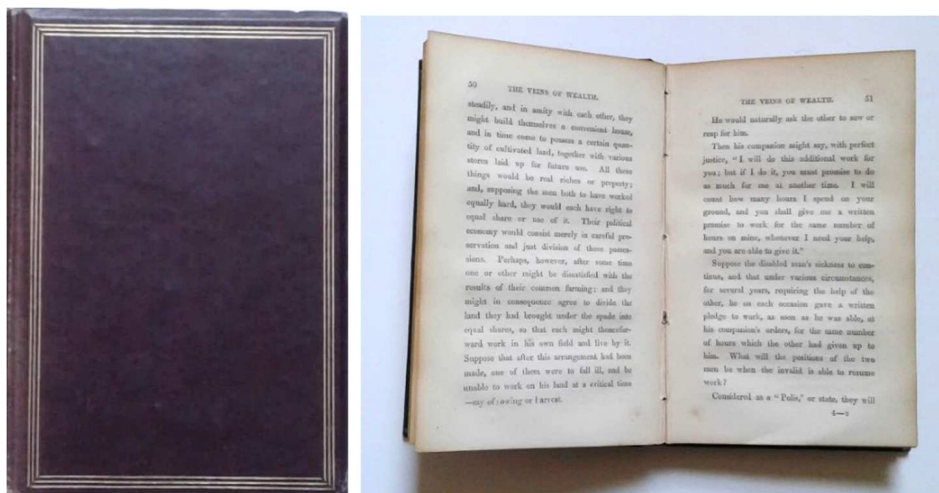 50
THE VEINS OF WEALTH.
steadily, and in amity with each other, they
might build themselves a convenient house,
and in time come to possess a certain quan-
tity of cultivated land, together with various
stores laid up for future use. All these
things would be real riches or property;
and, supposing the men both to have worked
equally hard, they would each have right to
equal share or use of it. Their political
economy would consist merely in careful pre-
servation and just division of these posses-
sions. Perhaps, however, after some time
one or other might be dissatisfied with the
results of their common farming; and they
might in consequence agree to divide the
land they had brought under the spade into
equal shares, so that each might thencefor-
ward work in his own field and live by it.
Suppose that after this arrangement had been
made, one of them were to fall ill, and be
unable to work on his land at a critical time
—say of sowing or harvest.
THE VEINS OF WEALTH.
51
He would naturally ask the other to sow or
reap for him.
Then his companion might say, with perfect
justice, “I will do this additional work for
you; but if I do it, you must promise to do
as much for me at another time. I will
count how many hours I spend on your
ground, and you shall give me a written
promise to work for the same number of
hours on mine, whenever I need your help,
and you are able to give it.”
Suppose the disabled man’s sickness to con-
tinue, and that under various circumstances,
for several years, requiring the help of the
other, he on each occasion gave a written
pledge to work, as soon as he was able, at
his companion’s orders, for the same number
of hours which the other had given up to
him. What will the positions of the two
men be when the invalid is able to resume
work?
Considered as a “Polis,” or state, they will
4—2